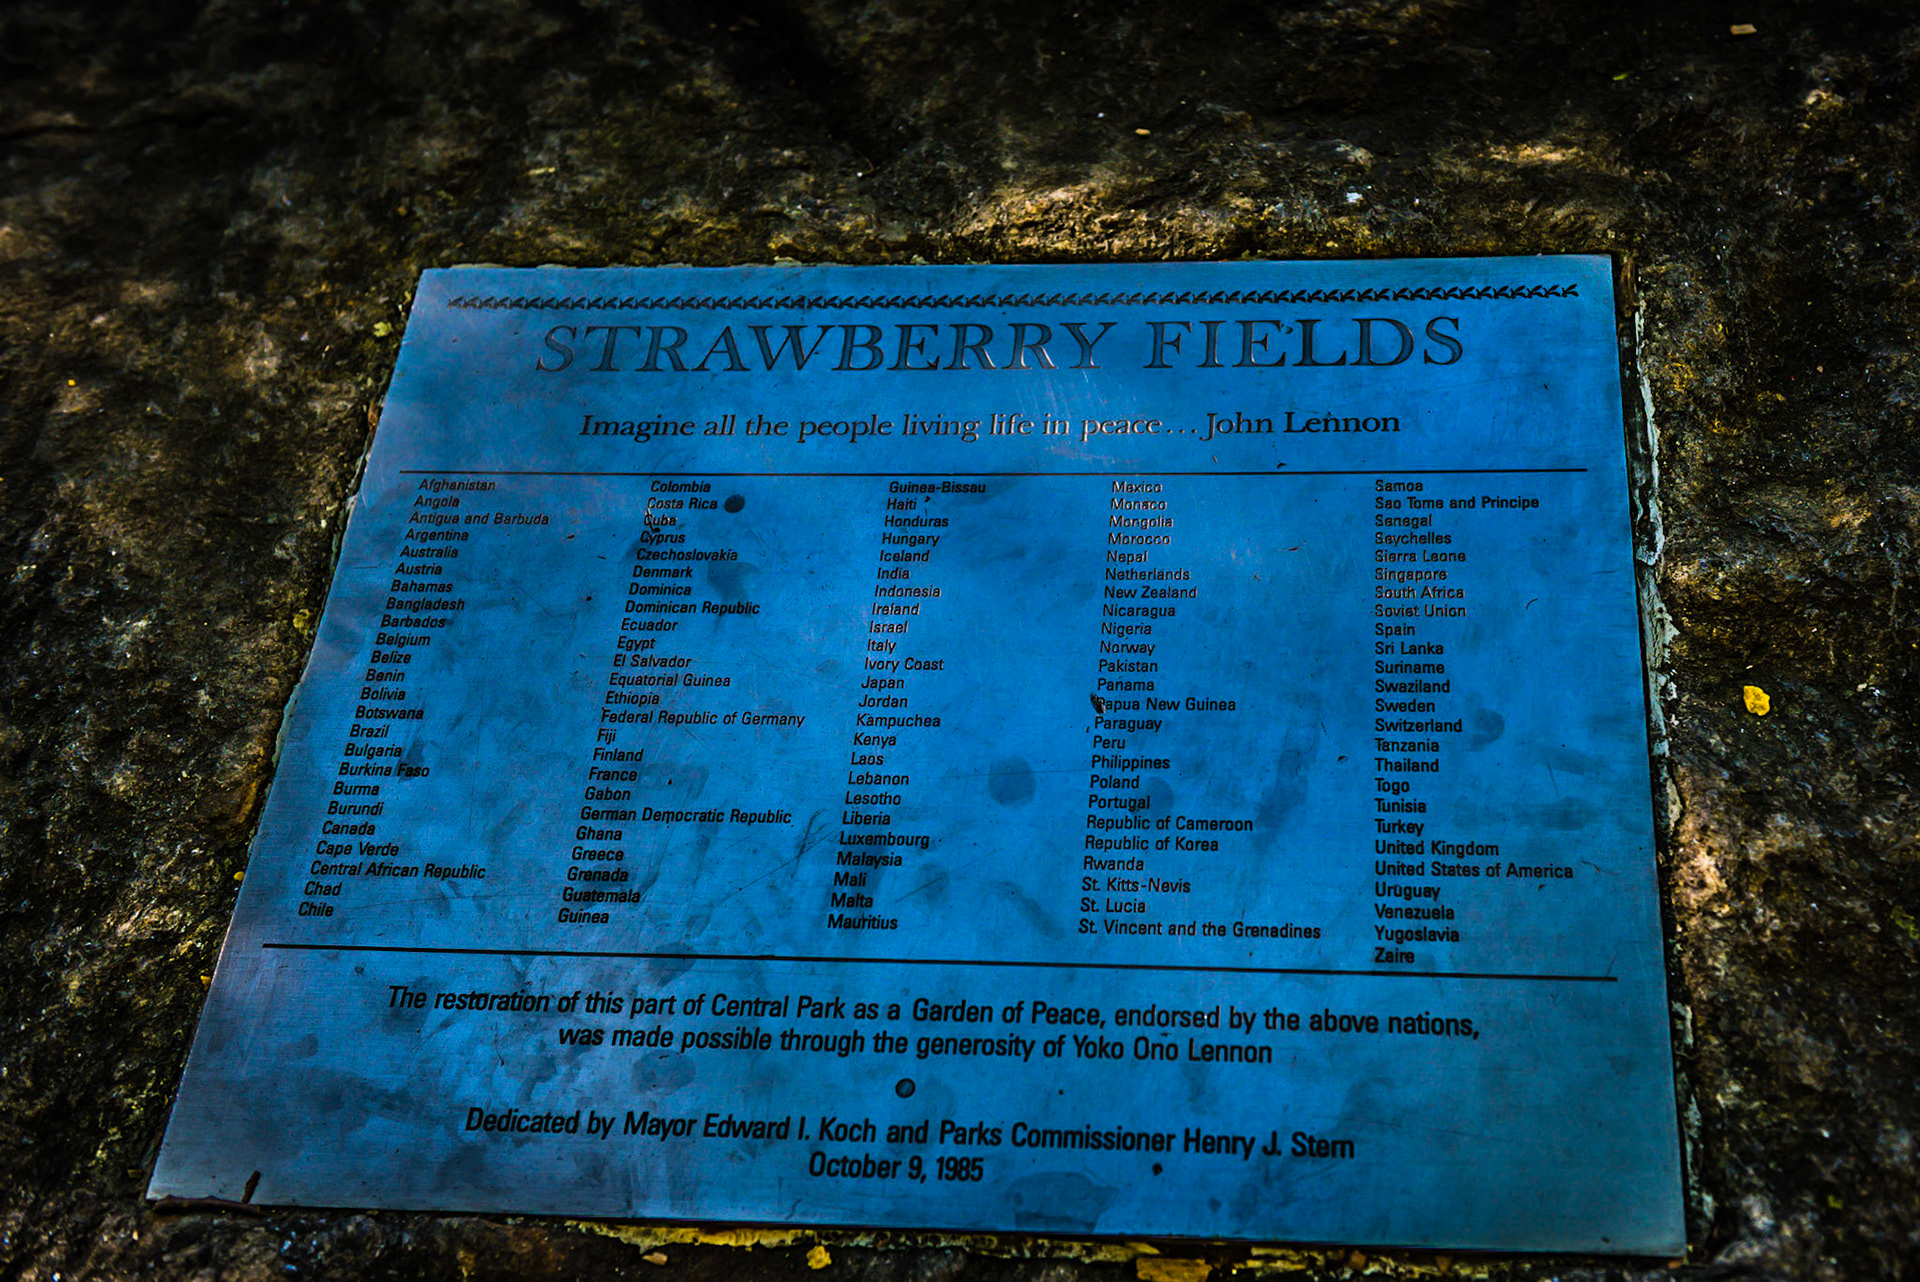 STRAWBERRY FIELDS
Imagine all the people living life in peace... John Lennon
Afghanistan
Angola
Antigua and Barbuda
Argentina
Australia
Austria
Bahamas
Bangladesh
Barbados
Belgium
Belize
Benin
Bolivia
Botswana
Brazil
Bulgaria
Burkina Faso
Burma
Burundi
Canada
Cape Verde
Central African Republic
Chad
Chile
Colombia
Costa Rica
Cuba
Cyprus
Czechoslovakia
Denmark
Dominica
Dominican Republic
Ecuador
Egypt
El Salvador
Equatorial Guinea
Ethiopia
Federal Republic of Germany
Fiji
Finland
France
Gabon
German Democratic Republic
Ghana
Greece
Grenada
Guatemala
Guinea
Guinea-Bissau
Haiti
Honduras
Hungary
Iceland
India
Indonesia
Ireland
Israel
Italy
Ivory Coast
Japan
Jordan
Kampuchea
Kenya
Laos
Lebanon
Lesotho
Liberia
Luxembourg
Malaysia
Mali
Malta
Mauritius
Mexico
Monaco
Mongolia
Morocco
Nepal
Netherlands
New Zealand
Nicaragua
Nigeria
Norway
Pakistan
Panama
Papua New Guinea
Paraguay
Peru
Philippines
Poland
Portugal
Republic of Cameroon
Republic of Korea
Rwanda
St. Kitts-Nevis
St. Lucia
St. Vincent and the Grenadines
Samoa
Sao Tome and Principe
Senegal
Seychelles
Sierra Leone
Singapore
South Africa
Soviet Union
Spain
Sri Lanka
Suriname
Swaziland
Sweden
Switzerland
Tanzania
Thailand
Togo
Tunisia
Turkey
United Kingdom
United States of America
Uruguay
Venezuela
Yugoslavia
Zaire
The restoration of this part of Central Park as a Garden of Peace, endorsed by the above nations,
was made possible through the generosity of Yoko Ono Lennon
Dedicated by Mayor Edward I. Koch and Parks Commissioner Henry J. Stern
October 9, 1985